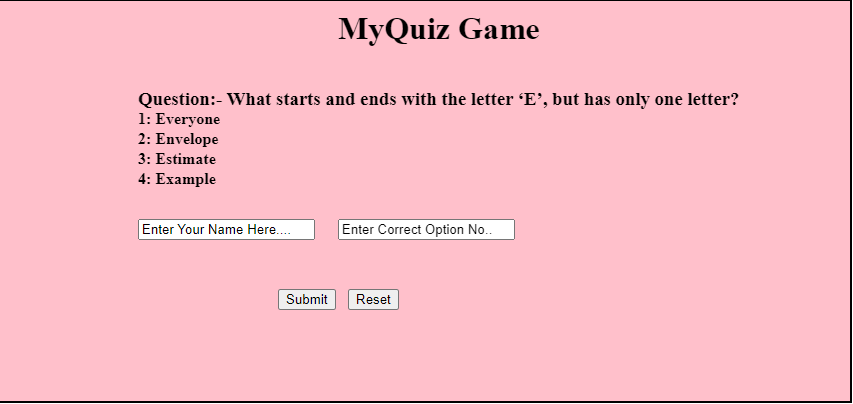 MyQuiz Game
Question:- What starts and ends with the letter ‘E’, but has only one letter?
1: Everyone
2: Envelope
3: Estimate
4: Example
Enter Your Name Here.... Enter Correct Option No..
Submit Reset